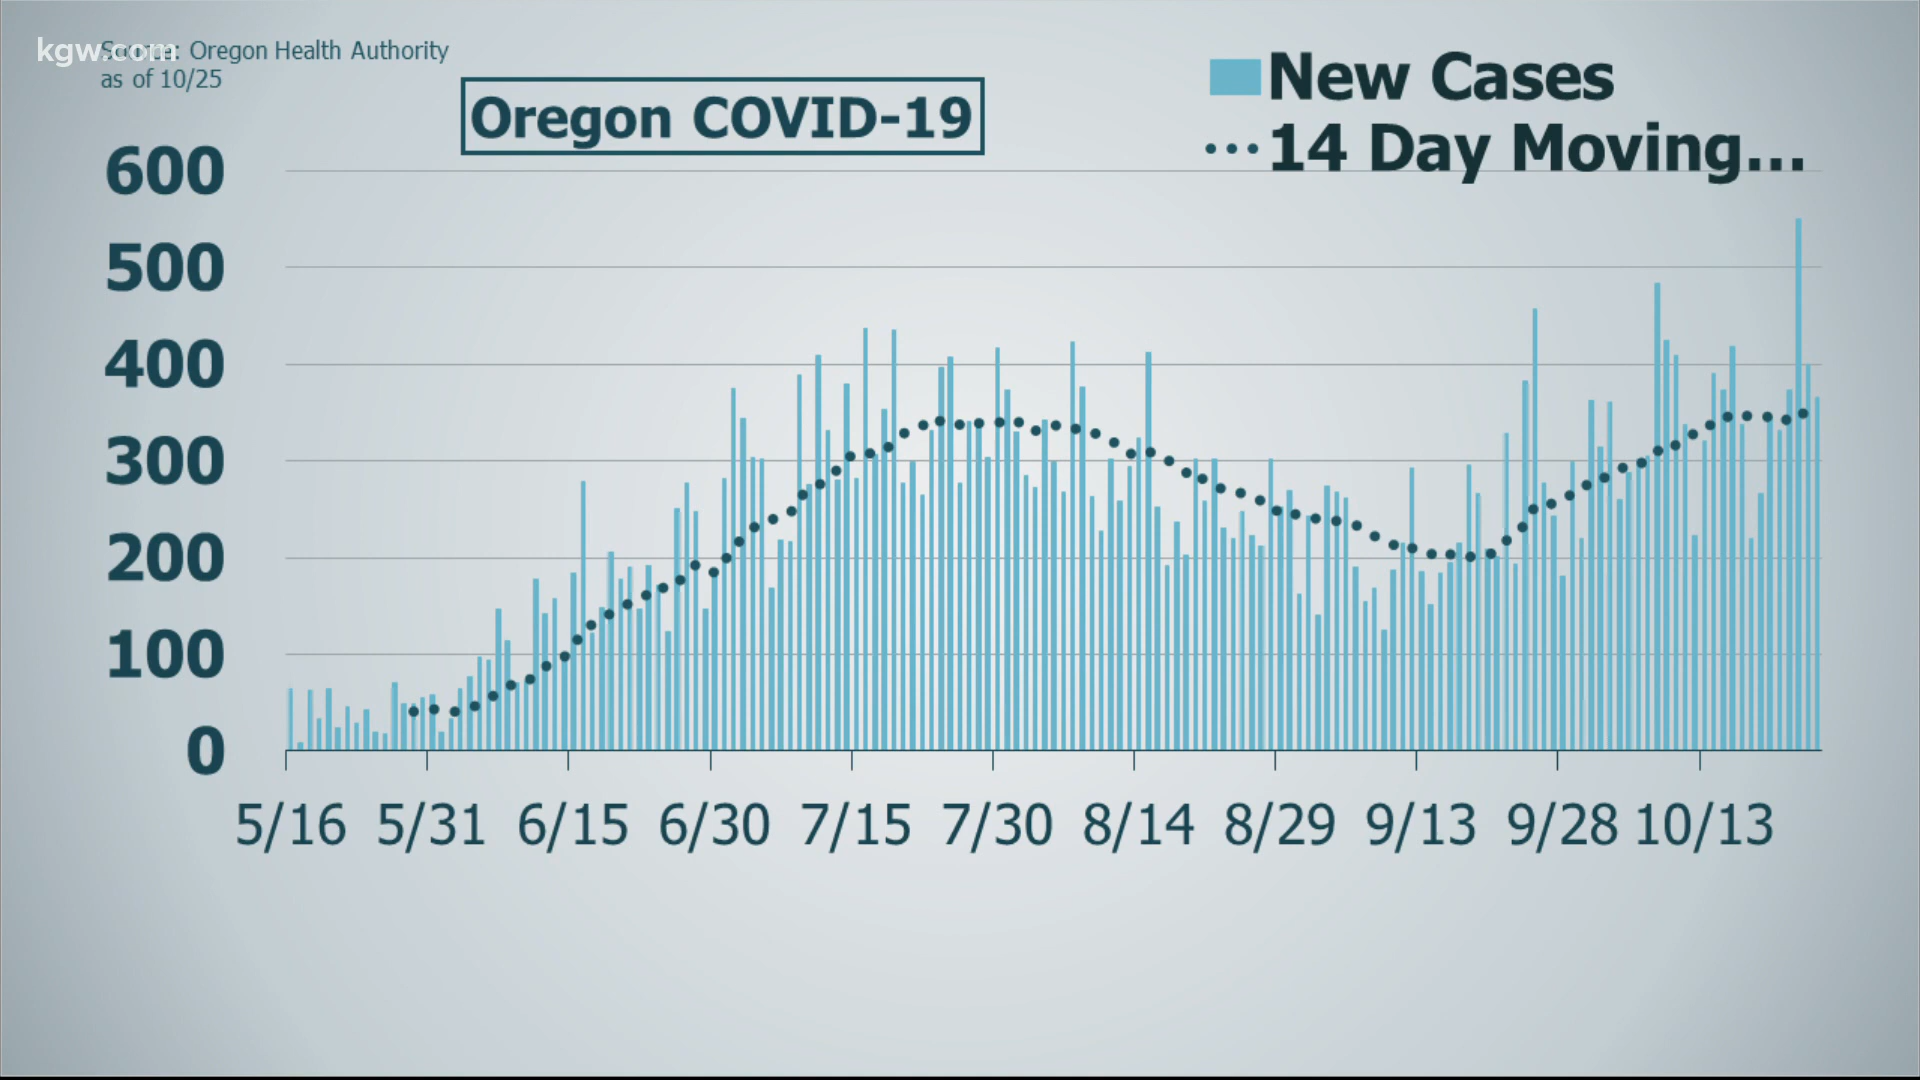 kgw.com
Source: Oregon Health Authority
as of 10/25
Oregon COVID-19
New Cases
14 Day Moving...
600
500
400
300
200
100
0
5/16 5/31 6/15 6/30 7/15 7/30 8/14 8/29 9/13 9/28 10/13